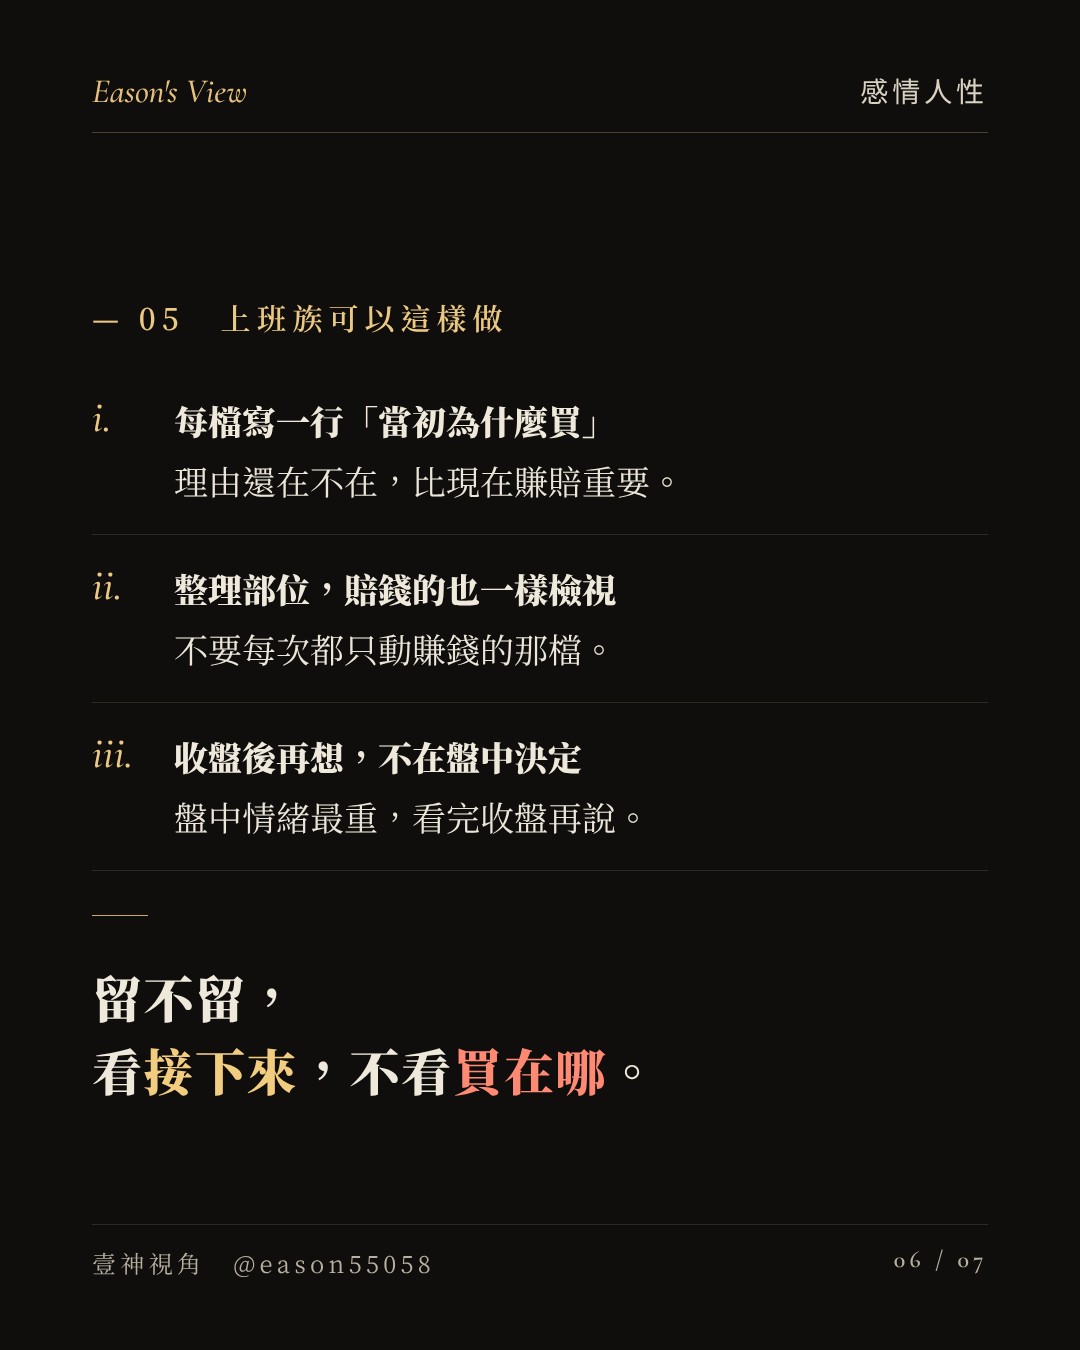 Eason's View
感情人性
— 05 上班族可以這樣做
i. 每檔寫一行「當初為什麼買」
理由還在不在，比現在賺賠重要。
ii. 整理部位，賠錢的也一樣檢視
不要每次都只動賺錢的那檔。
iii. 收盤後再想，不在盤中決定
盤中情緒最重，看完收盤再說。
留不留，
看接下來，不看買在哪。
壹神視角 @eason55058
06 / 07